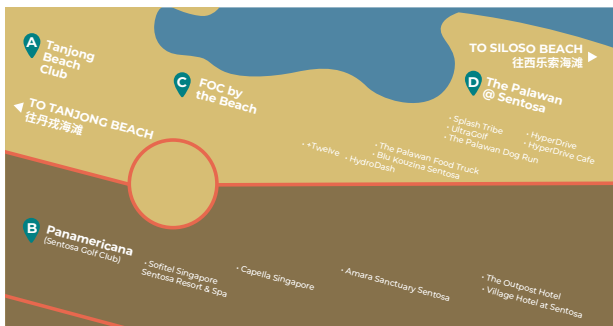 A
Tanjong
Beach
Club
TO TANJONG BEACH
往丹戎海滩
C
FOC by
the Beach
TO SILOSO BEACH
往西乐索海滩
D
The Palawan
@ Sentosa
• Splash Tribe
• UltraGolf
• The Palawan Dog Run
• HyperDrive
• HyperDrive Cafe
• +Twelve
• HydroDash
• The Palawan Food Truck
• Blu Kouzina Sentosa
B
Panamericana
(Sentosa Golf Club)
• Sofitel Singapore
Sentosa Resort & Spa
• Capella Singapore
• Amara Sanctuary Sentosa
• The Outpost Hotel
• Village Hotel at Sentosa